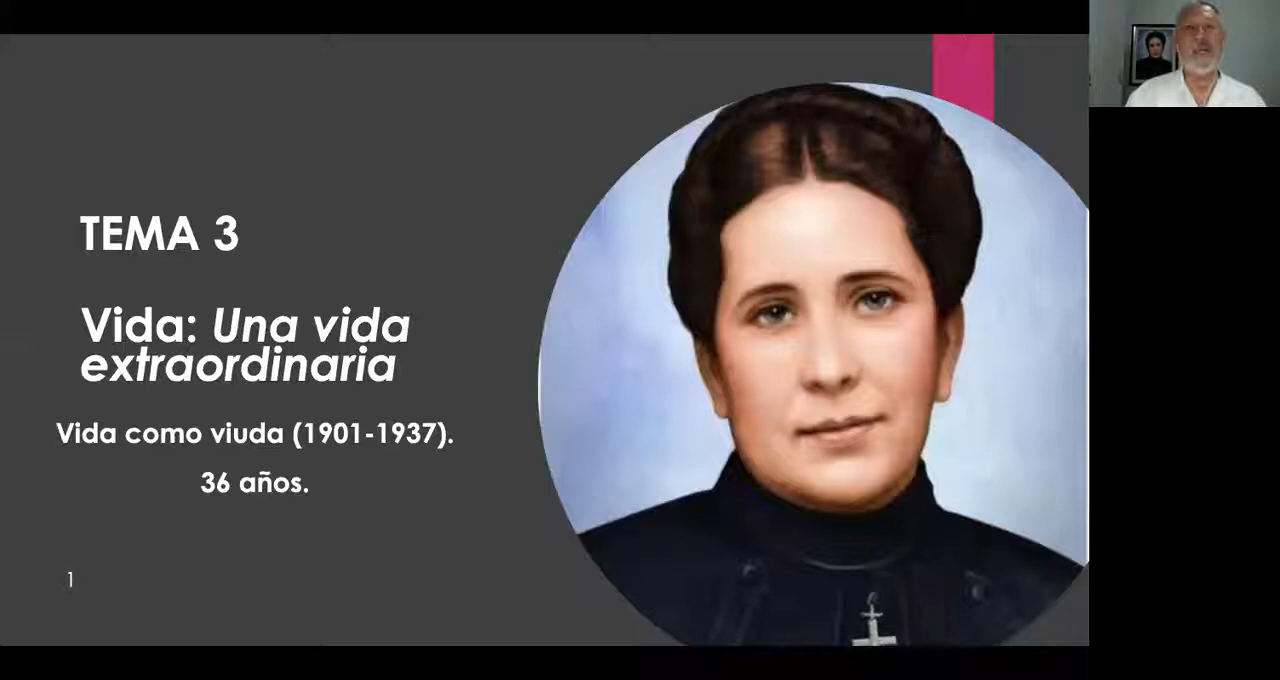 TEMA 3
Vida: Una vida
extraordinaria
Vida como viuda (1901-1937).
36 años.
1